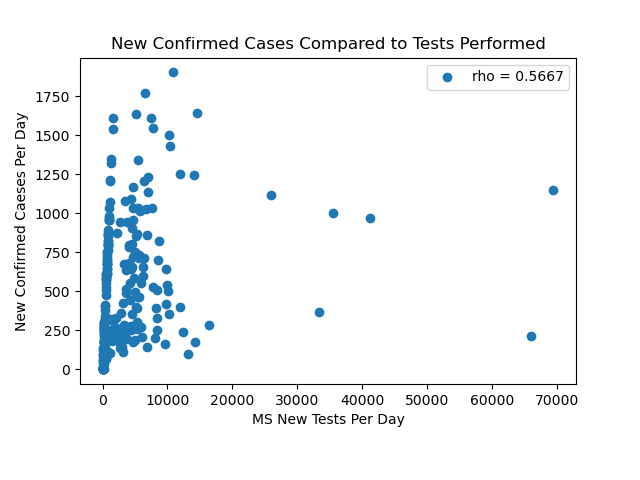 New Confirmed Cases Compared to Tests Performed
rho = 0.5667
New Confirmed Caeses Per Day
1750
1500
1250
1000
750
500
250
0
0 10000 20000 30000 40000 50000 60000 70000
MS New Tests Per Day